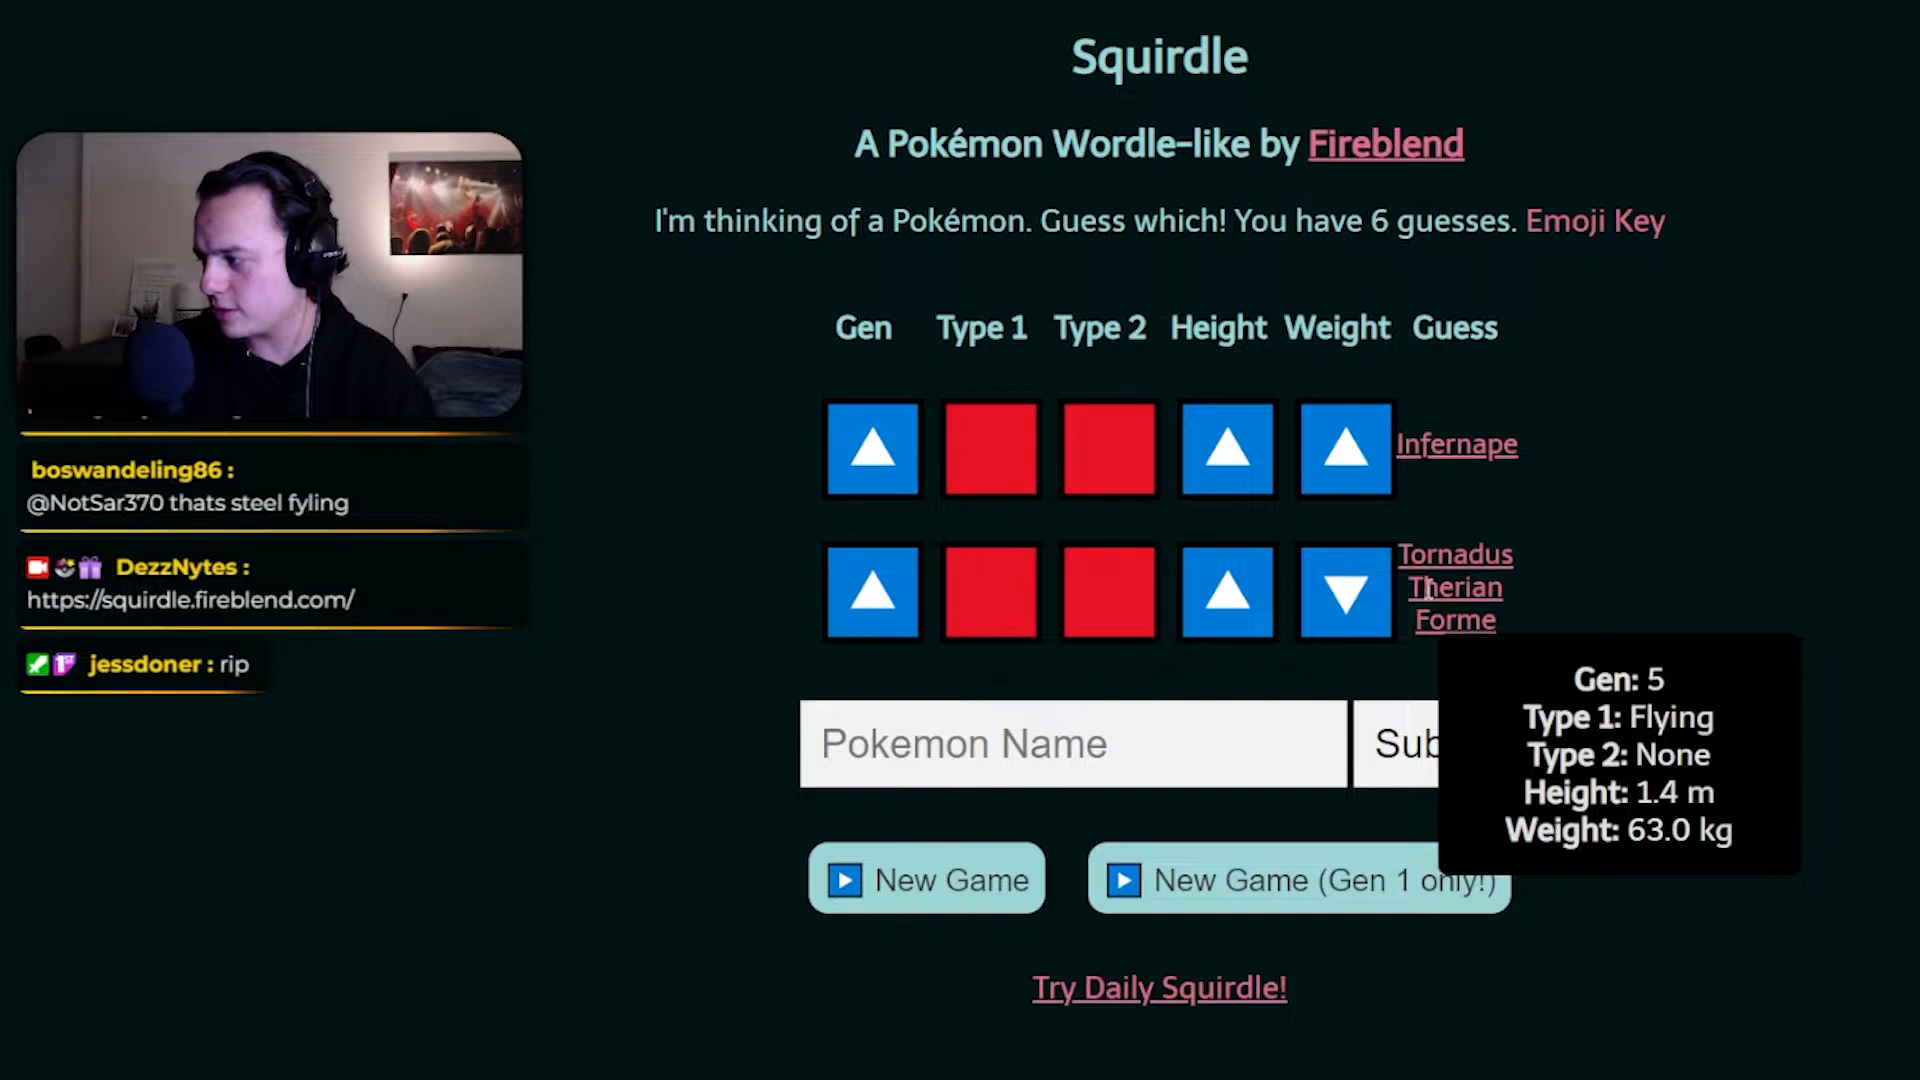 Squirdle
A Pokémon Wordle-like by Fireblend
I'm thinking of a Pokémon. Guess which! You have 6 guesses. Emoji Key
Gen Type 1 Type 2 Height Weight Guess
Infernape
Tornadus
Therian
Forme
Gen: 5
Type 1: Flying
Type 2: None
Height: 1.4 m
Weight: 63.0 kg
Pokemon Name
Sub
New Game
New Game (Gen 1 only!)
Try Daily Squirdle!
boswandeling86 :
@NotSar370 thats steel fyling
DezzNytes :
https://squirdle.fireblend.com/
jessdoner : rip